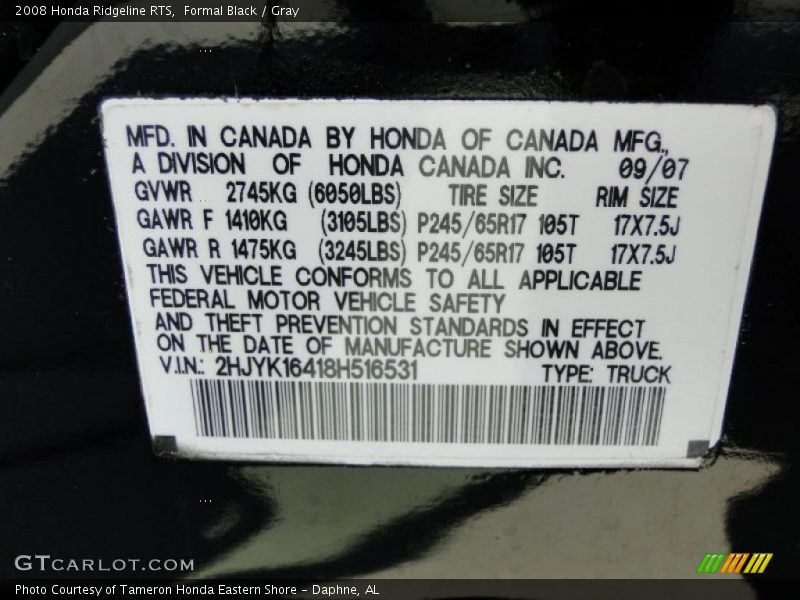 2008 Honda Ridgeline RTS,  Formal Black / Gray
MFD. IN CANADA BY HONDA OF CANADA MFG.,
A DIVISION OF HONDA CANADA INC. 09/07
GVWR 2745KG (6050LBS) TIRE SIZE RIM SIZE
GAWR F 1410KG (3105LBS) P245/65R17 105T 17X7.5J
GAWR R 1475KG (3245LBS) P245/65R17 105T 17X7.5J
THIS VEHICLE CONFORMS TO ALL APPLICABLE
FEDERAL MOTOR VEHICLE SAFETY
AND THEFT PREVENTION STANDARDS IN EFFECT
ON THE DATE OF MANUFACTURE SHOWN ABOVE.
V.I.N.: 2HJYK16418H516531 TYPE: TRUCK
GTCARLOT.COM
Photo Courtesy of Tameron Honda Eastern Shore - Daphne, AL